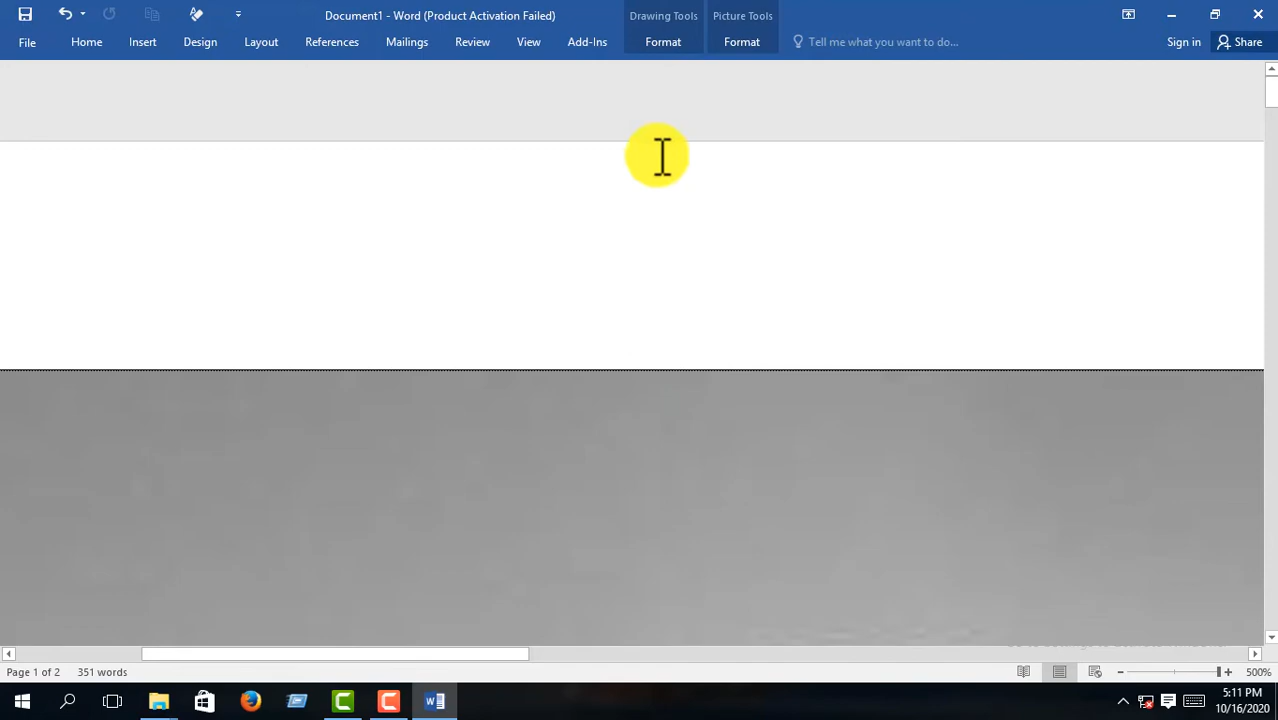 Document1 - Word (Product Activation Failed)
Drawing Tools
Picture Tools
File
Home
Insert
Design
Layout
References
Mailings
Review
View
Add-Ins
Format
Format
Tell me what you want to do...
Sign in
Share
Page 1 of 2
351 words
500%
5:11 PM
10/16/2020